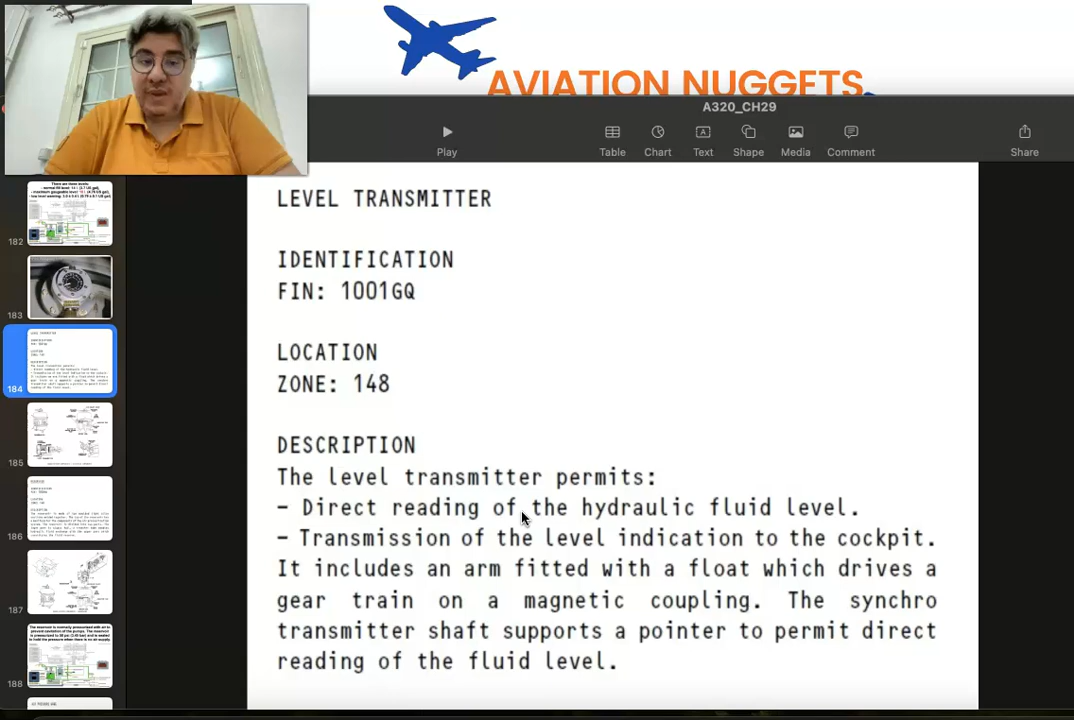 AVIATION NUGGETS
A320_CH29
Play
Table
Chart
Text
Shape
Media
Comment
Share
182
183
184
185
186
187
188
LEVEL TRANSMITTER
IDENTIFICATION
FIN: 1001GQ
LOCATION
ZONE: 148
DESCRIPTION
The level transmitter permits:
– Direct reading of the hydraulic fluid level.
– Transmission of the level indication to the cockpit.
It includes an arm fitted with a float which drives a
gear train on a magnetic coupling. The synchro
transmitter shaft supports a pointer to permit direct
reading of the fluid level.